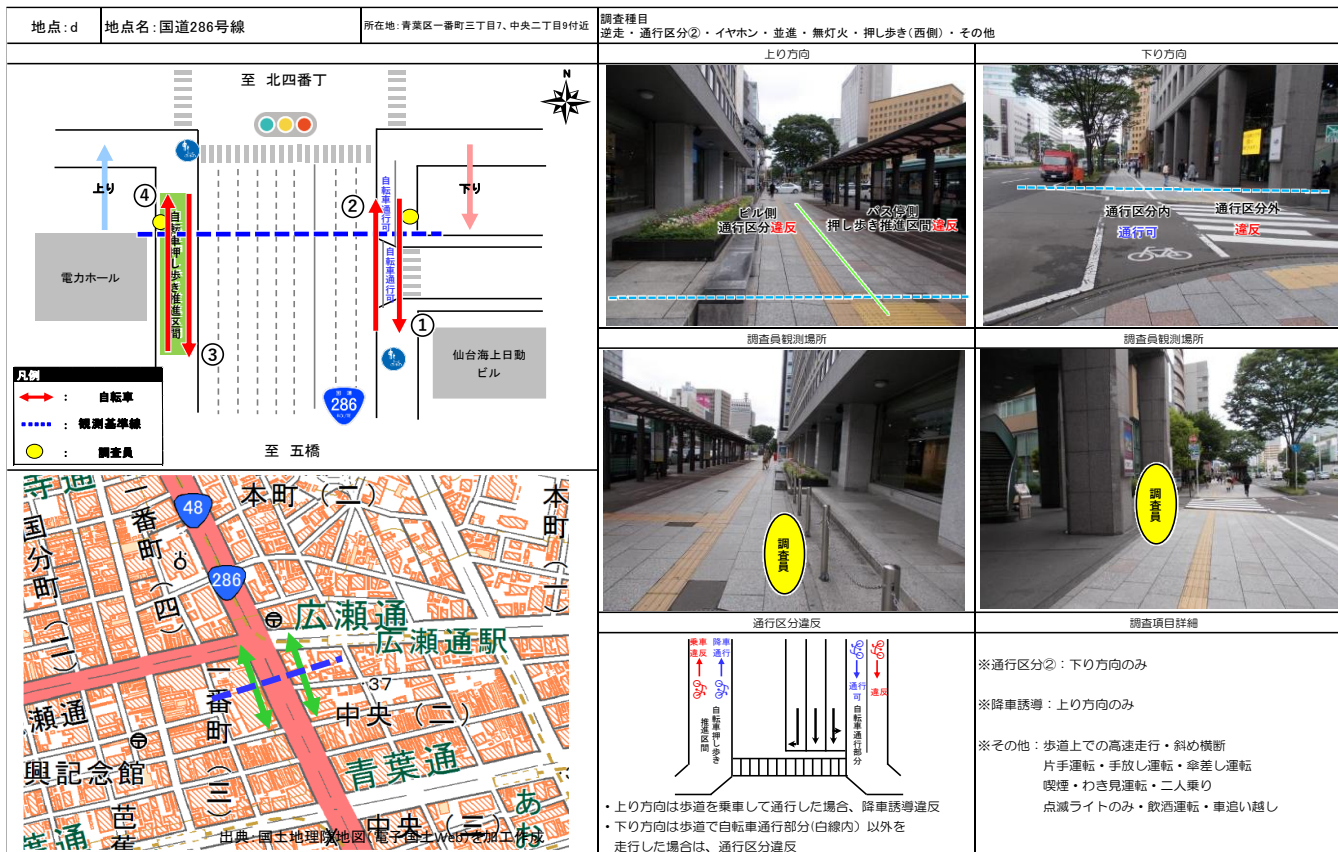 地点:d
地点名:国道286号線
所在地:青葉区一番町三丁目7、中央二丁目9付近
調査種目
逆走・通行区分②・イヤホン・並進・無灯火・押し歩き(西側)・その他
至 北四番丁
N
上り
下り
④
②
自転車通行可
自転車通行可
自転車押し歩き推進区間
電力ホール
③
①
仙台海上日動
ビル
286
至 五橋
凡例
: 自転車
: 観測基準線
: 調査員
上り方向
ビル側
通行区分違反
バス停側
押し歩き推進区間違反
下り方向
通行区分内
通行可
通行区分外
違反
調査員観測場所
調査員
調査員観測場所
調査員
48
286
本町(二)
本町(一)
国分町(二)
一番町(四)
広瀬通
広瀬通駅
37
中央(二)
一番町(三)
瀬通
青葉通
興記念館
芭蕉
葉通
中央(三)
あお
出典:国土地理院地図(電子国土Web)を加工作成
通行区分違反
乗車
違反
降車
通行
自転車押し歩き
推進区間
通行
可
違反
自転車通行部分
・上り方向は歩道を乗車して通行した場合、降車誘導違反
・下り方向は歩道で自転車通行部分(白線内)以外を
走行した場合は、通行区分違反
調査項目詳細
※通行区分②：下り方向のみ
※降車誘導：上り方向のみ
※その他：歩道上での高速走行・斜め横断
片手運転・手放し運転・傘差し運転
喫煙・わき見運転・二人乗り
点滅ライトのみ・飲酒運転・車追い越し